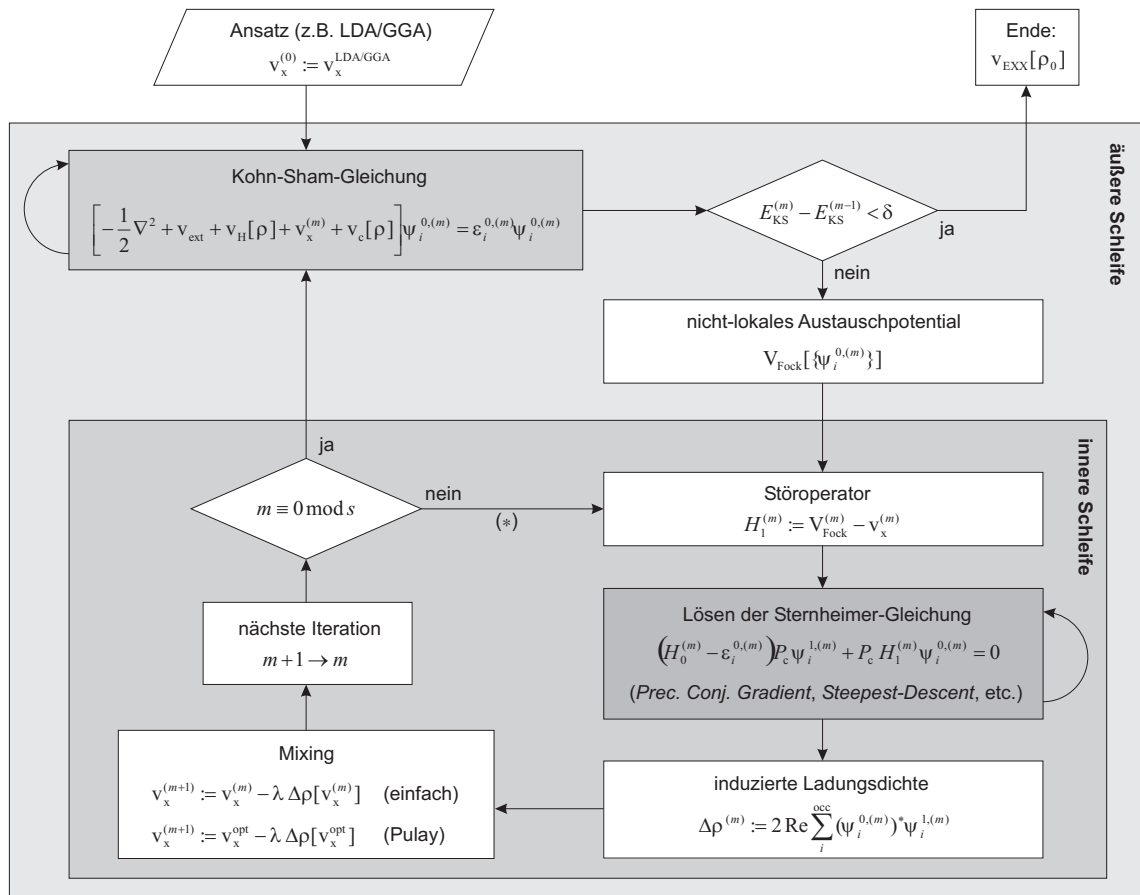 Ansatz (z.B. LDA/GGA)
v_x^(0) := v_x^LDA/GGA
Ende:
v_EXX[ρ_0]
äußere Schleife
Kohn-Sham-Gleichung
[-1/2 ∇² + v_ext + v_H[ρ] + v_x^(m) + v_c[ρ]] ψ_i^0,(m) = ε_i^0,(m) ψ_i^0,(m)
E_KS^(m) − E_KS^(m−1) < δ
ja
nein
nicht-lokales Austauschpotential
V_Fock[{ψ_i^0,(m)}]
innere Schleife
ja
m ≡ 0 mod s
nein
(*)
Störoperator
H_1^(m) := V_Fock^(m) − v_x^(m)
Lösen der Sternheimer-Gleichung
(H_0^(m) − ε_i^0,(m)) P_c ψ_i^1,(m) + P_c H_1^(m) ψ_i^0,(m) = 0
(Prec. Conj. Gradient, Steepest-Descent, etc.)
nächste Iteration
m+1 → m
Mixing
v_x^(m+1) := v_x^(m) − λ Δρ[v_x^(m)] (einfach)
v_x^(m+1) := v_x^opt − λ Δρ[v_x^opt] (Pulay)
induzierte Ladungsdichte
Δρ^(m) := 2 Re ∑_i^occ (ψ_i^0,(m))* ψ_i^1,(m)